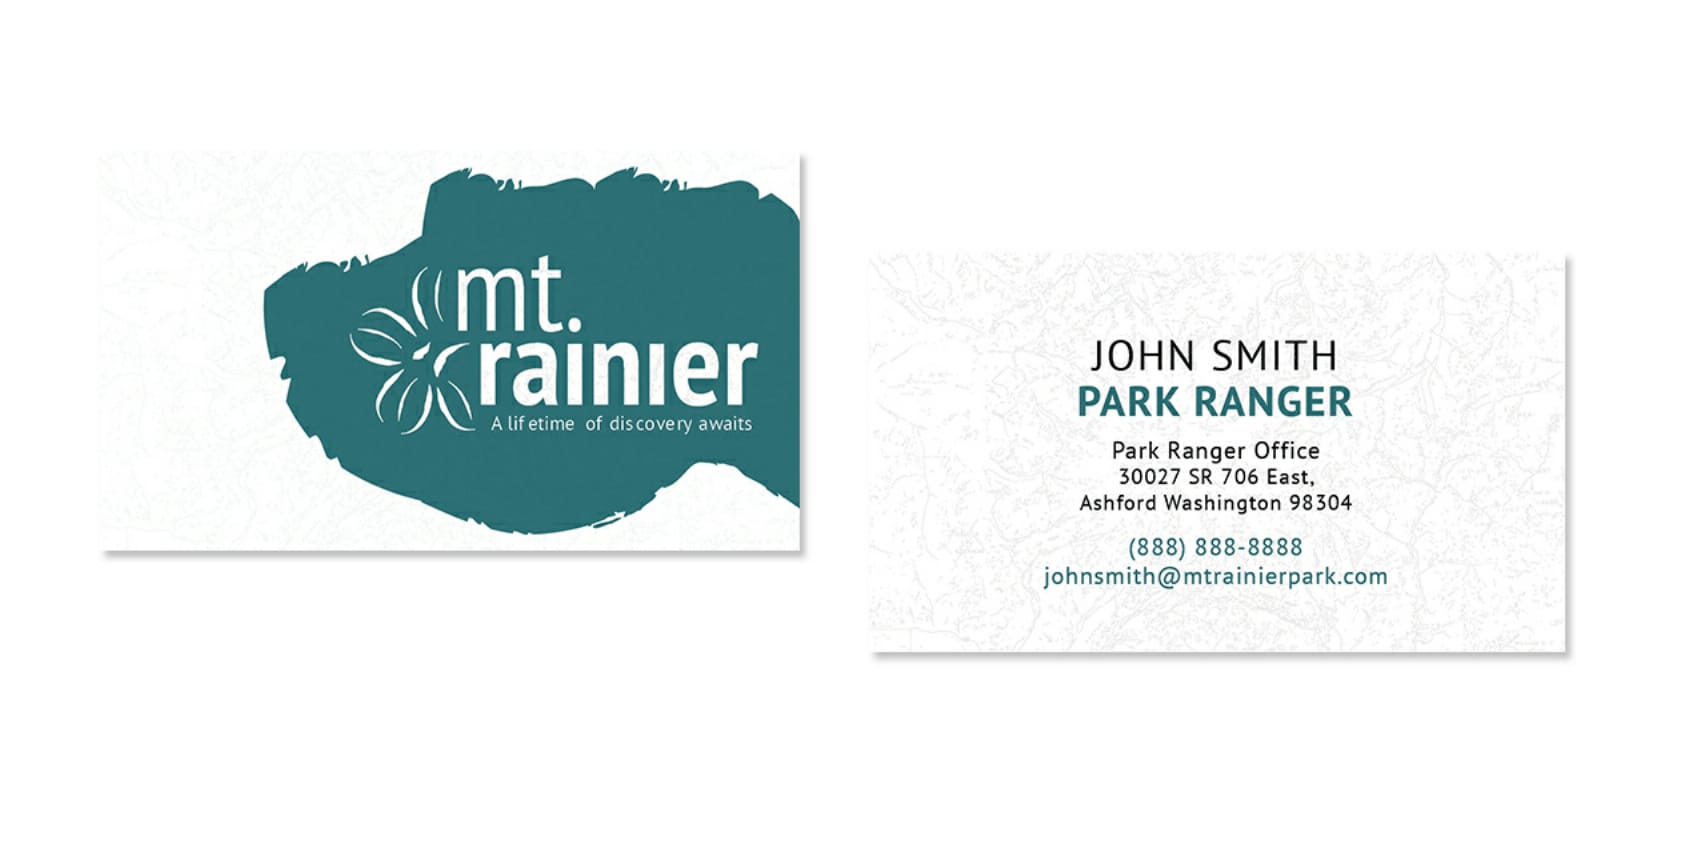 mt.
rainier
A lifetime of discovery awaits
JOHN SMITH
PARK RANGER
Park Ranger Office
30027 SR 706 East,
Ashford Washington 98304
(888) 888-8888
johnsmith@mtrainierpark.com